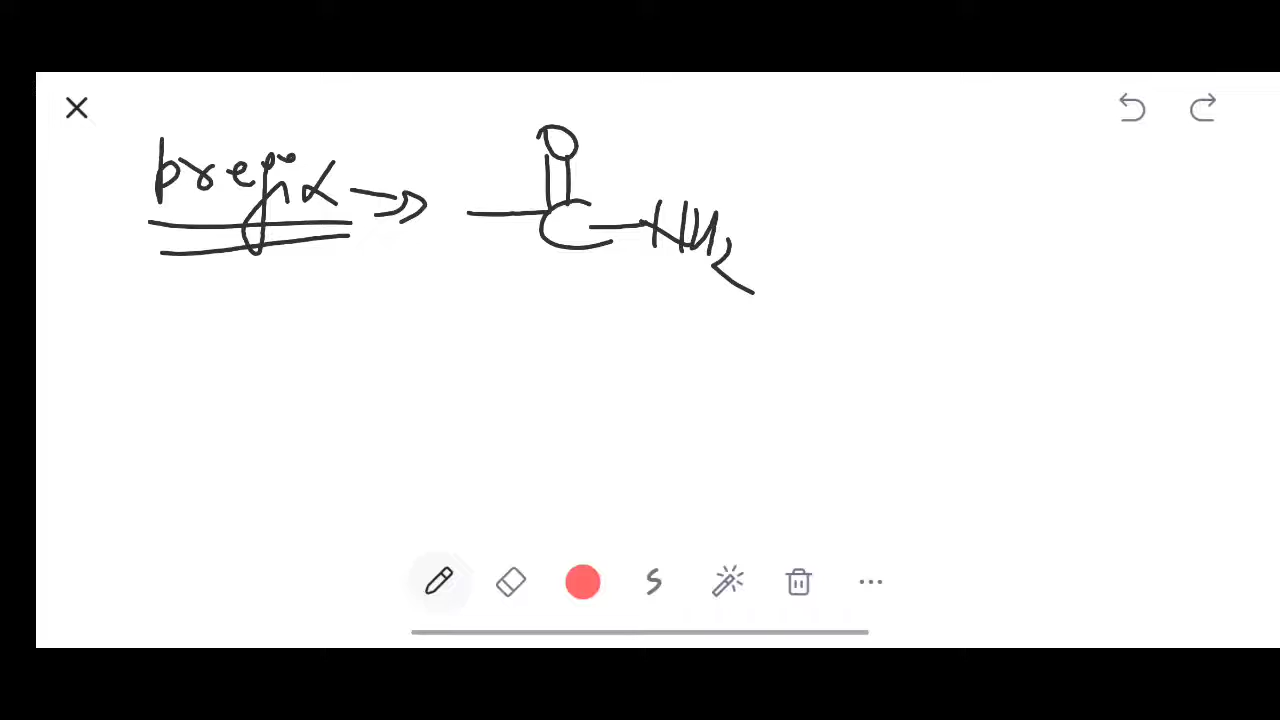 prefix → — C — NH2
O